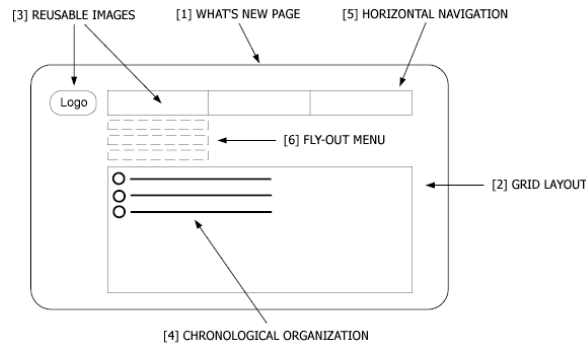 [3] REUSABLE IMAGES
[1] WHAT'S NEW PAGE
[5] HORIZONTAL NAVIGATION
Logo
[6] FLY-OUT MENU
[2] GRID LAYOUT
[4] CHRONOLOGICAL ORGANIZATION